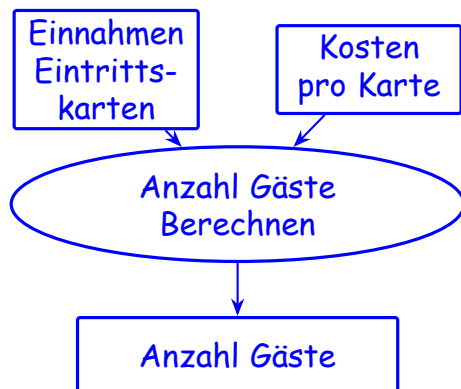 Einnahmen
Eintritts-
karten
Kosten
pro Karte
Anzahl Gäste
Berechnen
Anzahl Gäste